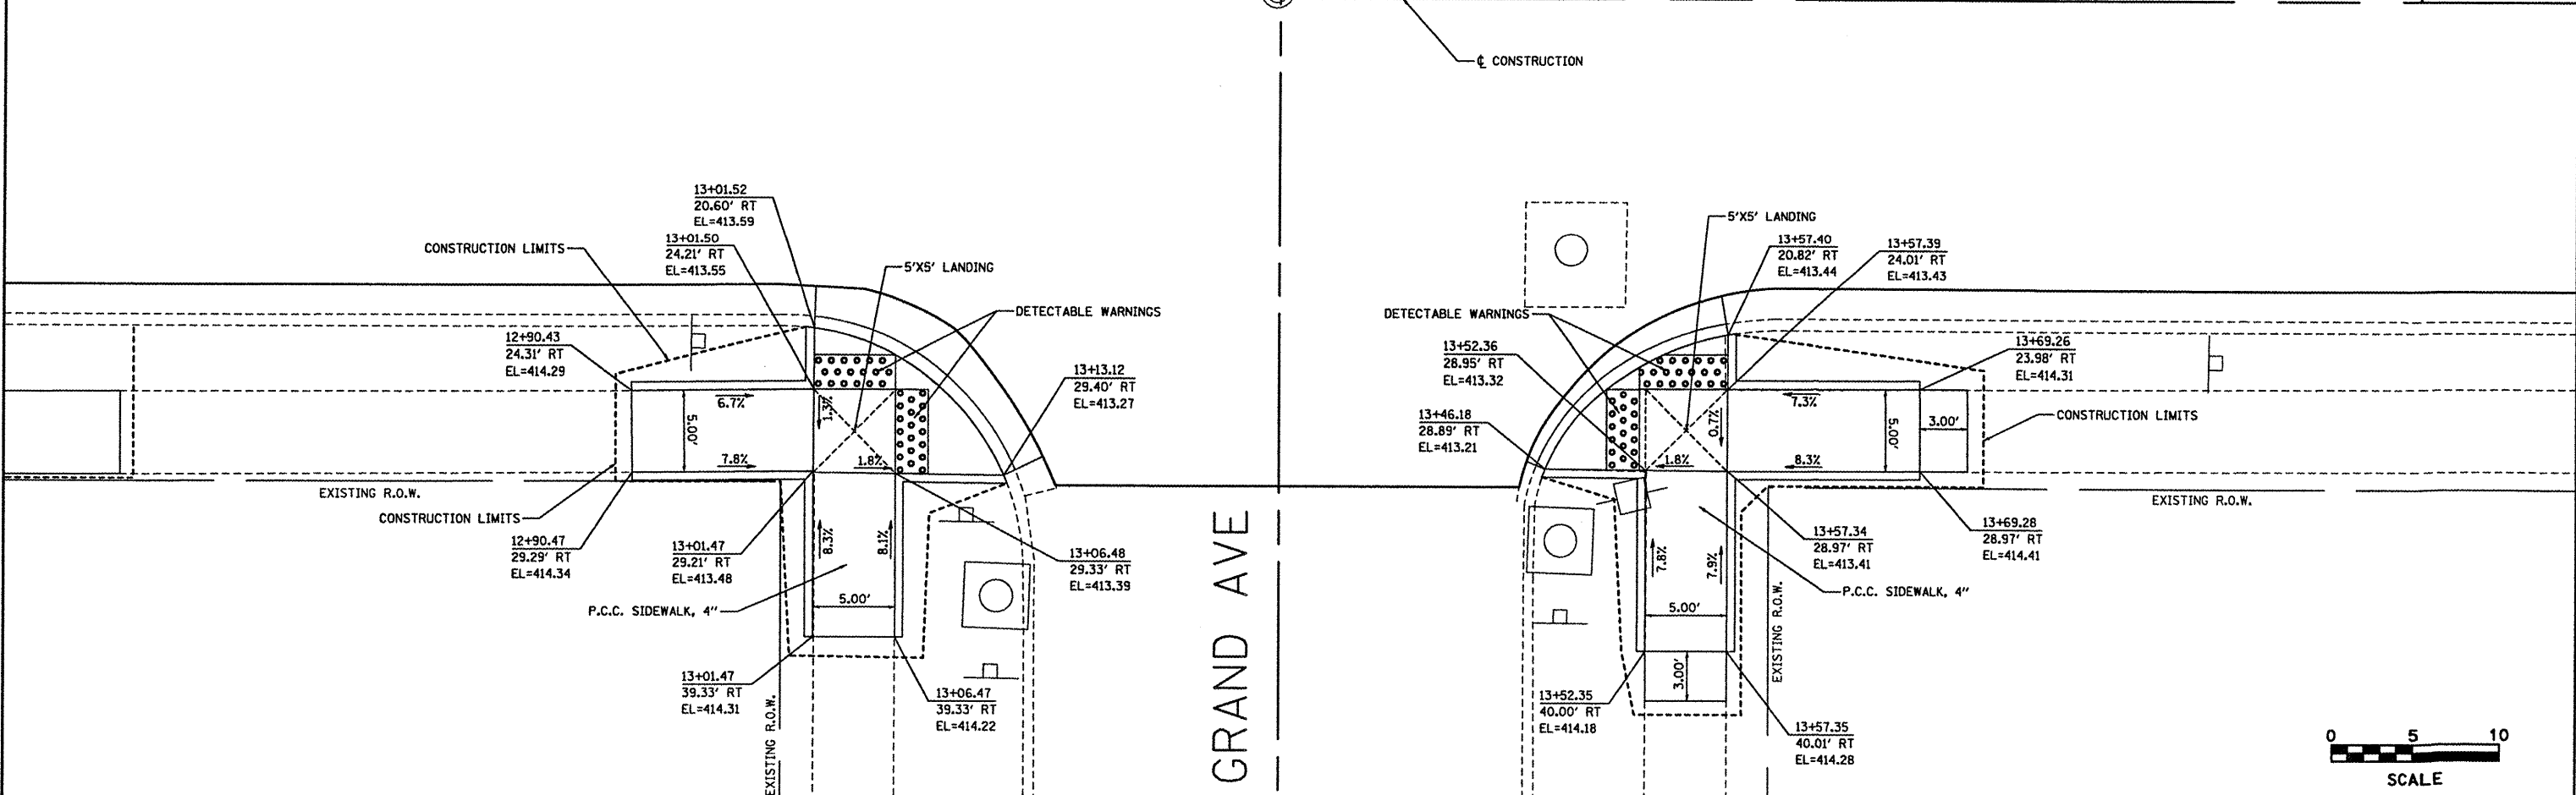 ℄ CONSTRUCTION
13+01.52
20.60' RT
EL=413.59
13+01.50
24.21' RT
EL=413.55
CONSTRUCTION LIMITS
5'X5' LANDING
DETECTABLE WARNINGS
12+90.43
24.31' RT
EL=414.29
13+13.12
29.40' RT
EL=413.27
6.7%
5.00'
7.8%
1.3%
1.8%
EXISTING R.O.W.
CONSTRUCTION LIMITS
12+90.47
29.29' RT
EL=414.34
13+01.47
29.21' RT
EL=413.48
8.3%
8.1%
13+06.48
29.33' RT
EL=413.39
P.C.C. SIDEWALK, 4"
5.00'
13+01.47
39.33' RT
EL=414.31
13+06.47
39.33' RT
EL=414.22
EXISTING R.O.W.
GRAND AVE
5'X5' LANDING
13+57.40
20.82' RT
EL=413.44
13+57.39
24.01' RT
EL=413.43
DETECTABLE WARNINGS
13+52.36
28.95' RT
EL=413.32
13+69.26
23.98' RT
EL=414.31
13+46.18
28.89' RT
EL=413.21
0.7%
7.3%
5.00'
3.00'
CONSTRUCTION LIMITS
1.8%
8.3%
EXISTING R.O.W.
13+57.34
28.97' RT
EL=413.41
13+69.28
28.97' RT
EL=414.41
7.8%
7.9%
P.C.C. SIDEWALK, 4"
5.00'
EXISTING R.O.W.
3.00'
13+52.35
40.00' RT
EL=414.18
13+57.35
40.01' RT
EL=414.28
0 5 10
SCALE